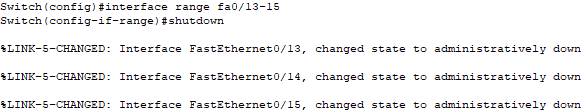 Switch(config)#interface range fa0/13-15
Switch(config-if-range)#shutdown
%LINK-5-CHANGED: Interface FastEthernet0/13, changed state to administratively down
%LINK-5-CHANGED: Interface FastEthernet0/14, changed state to administratively down
%LINK-5-CHANGED: Interface FastEthernet0/15, changed state to administratively down